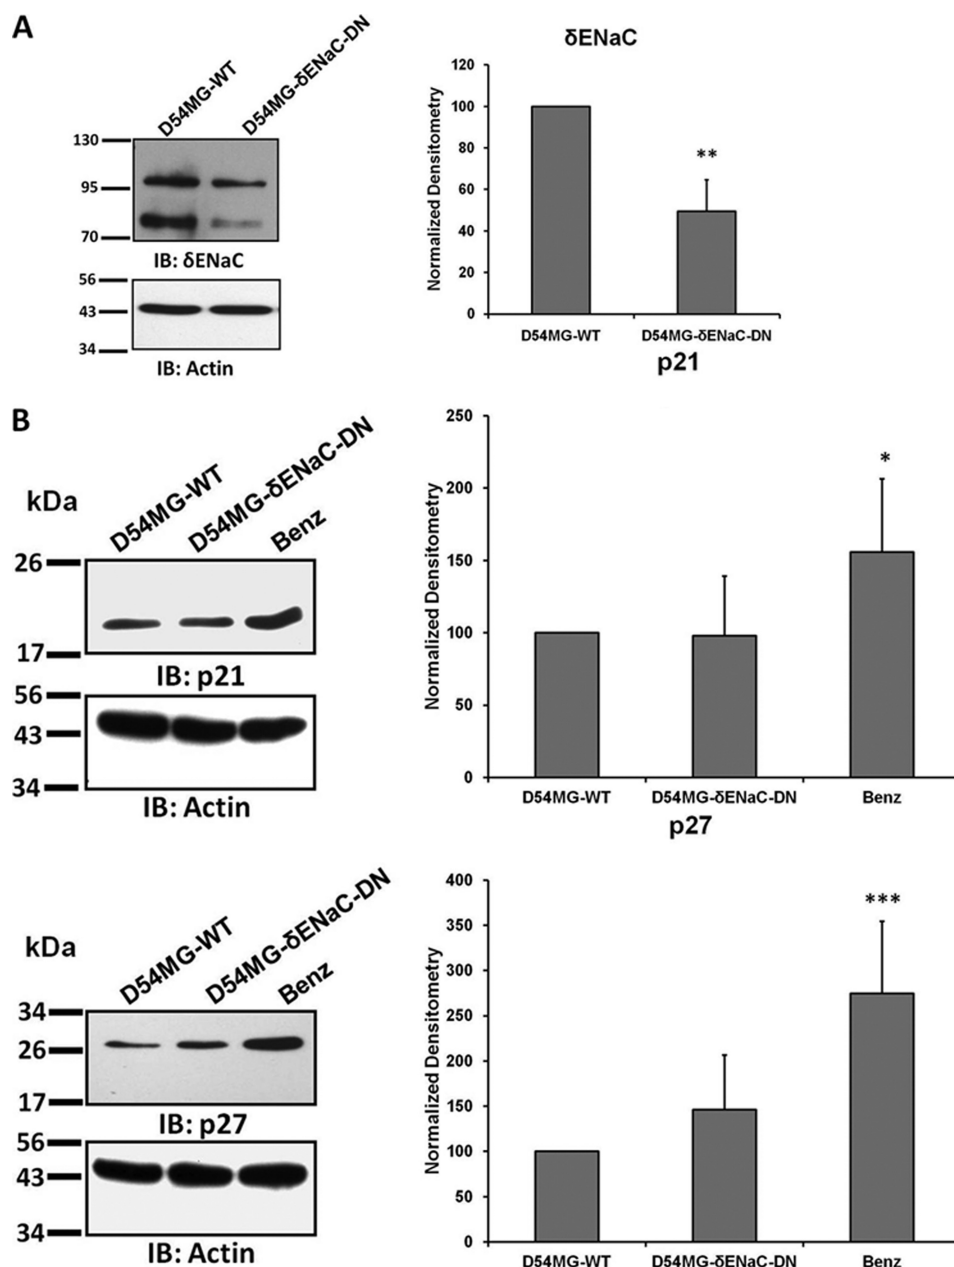 A
D54MG-WT
D54MG-δENaC-DN
130
95
70
IB: δENaC
56
43
34
IB: Actin
δENaC
Normalized Densitometry
120
100
80
60
40
20
0
**
D54MG-WT
D54MG-δENaC-DN
B
kDa
D54MG-WT
D54MG-δENaC-DN
Benz
26
17
IB: p21
56
43
34
IB: Actin
p21
Normalized Densitometry
250
200
150
100
50
0
*
D54MG-WT
D54MG-δENaC-DN
Benz
kDa
D54MG-WT
D54MG-δENaC-DN
Benz
34
26
17
IB: p27
56
43
34
IB: Actin
p27
Normalized Densitometry
400
350
300
250
200
150
100
50
0
***
D54MG-WT
D54MG-δENaC-DN
Benz